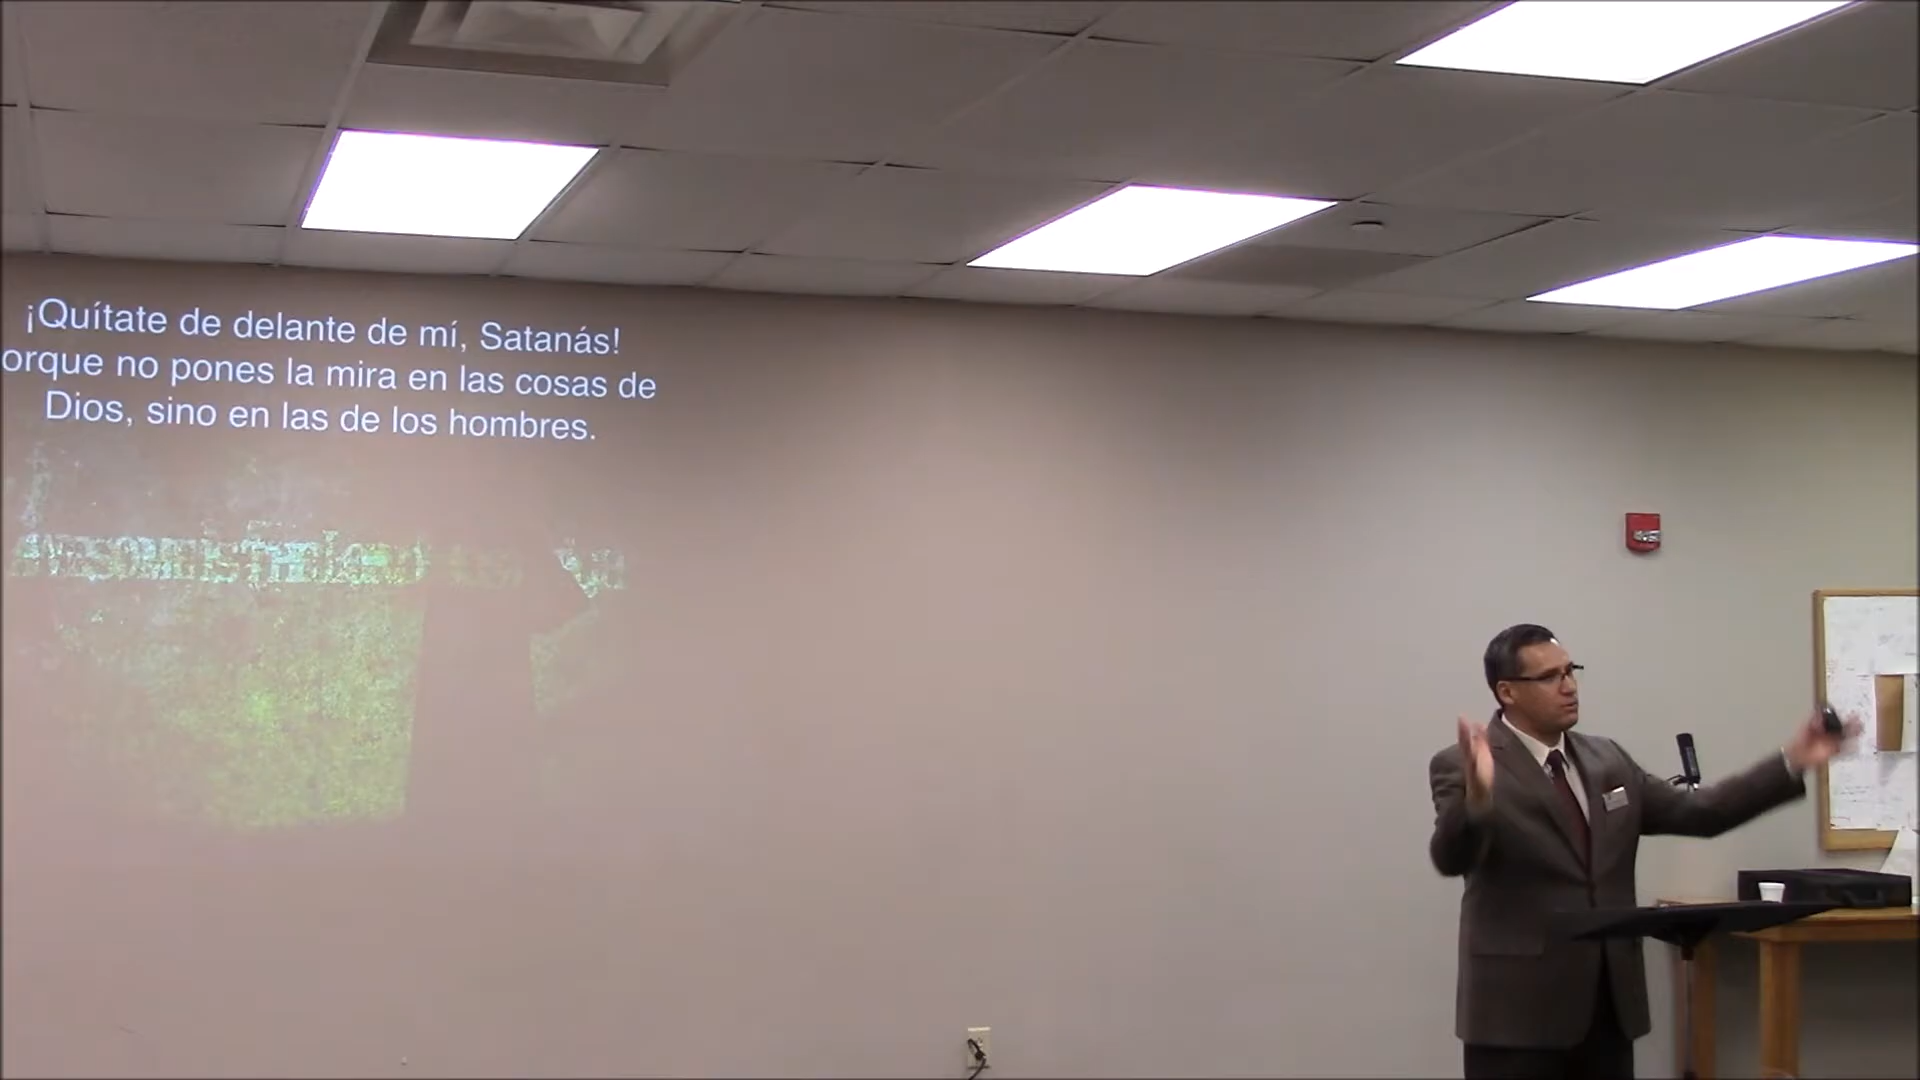 ¡Quítate de delante de mí, Satanás!
orque no pones la mira en las cosas de
Dios, sino en las de los hombres.